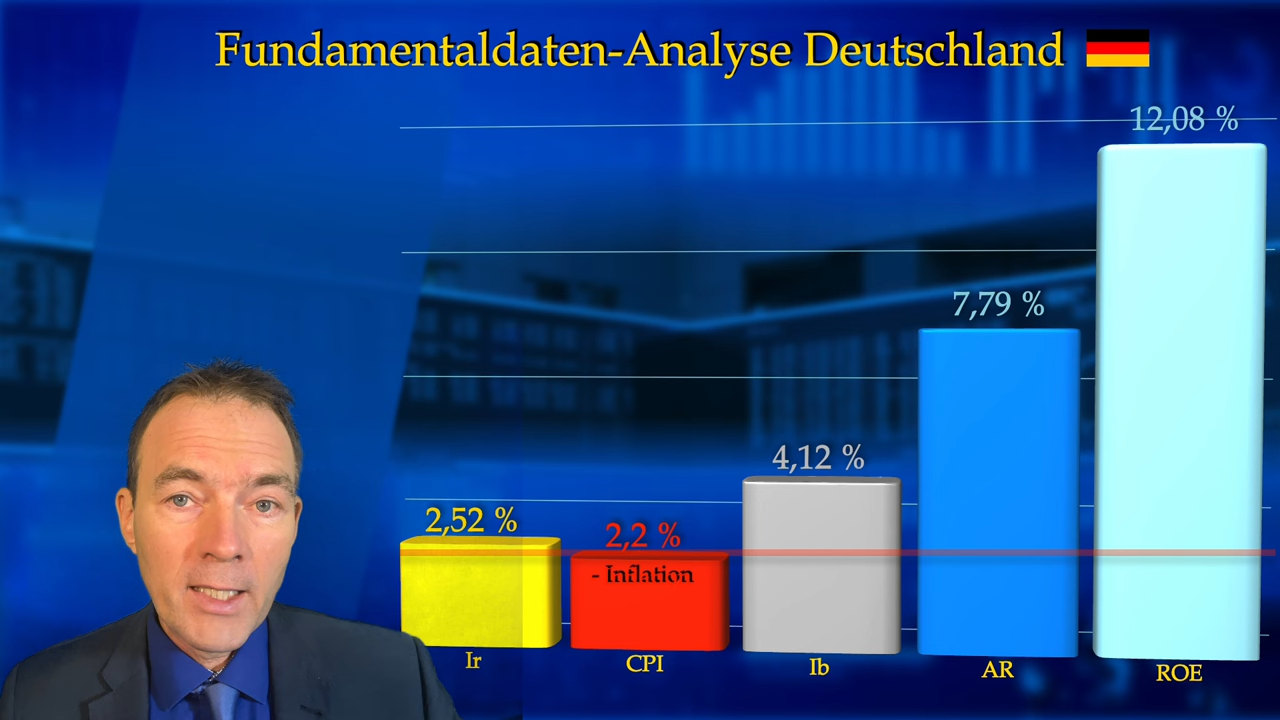 Fundamentaldaten-Analyse Deutschland
12,08 %
7,79 %
4,12 %
2,52 %
2,2 %
- Inflation
Ir
CPI
Ib
AR
ROE